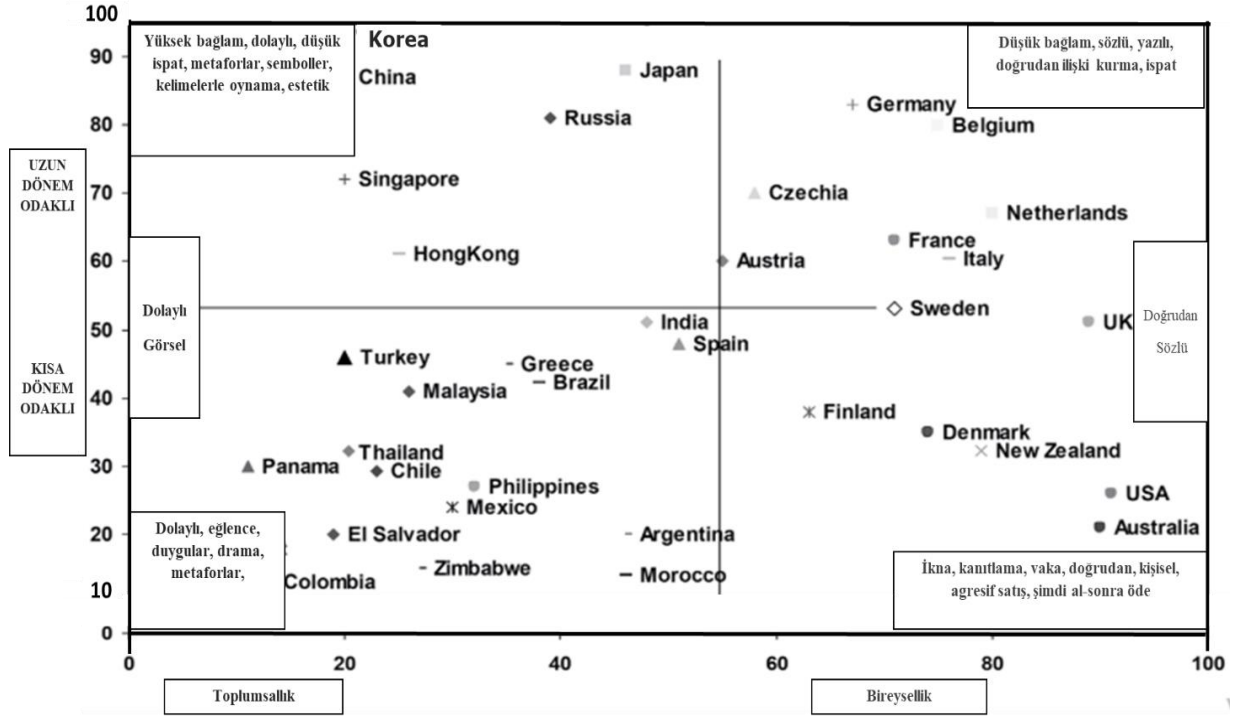 100
Yüksek bağlam, dolaylı, düşük
ispat, metaforlar, semboller,
kelimelerle oynama, estetik
Korea
Düşük bağlam, sözlü, yazılı,
doğrudan ilişki kurma, ispat
90
China
Japan
Germany
80
Russia
Belgium
UZUN
DÖNEM
ODAKLI
70
Singapore
Czechia
Netherlands
60
HongKong
Austria
France
Italy
Dolaylı
Görsel
Sweden
Doğrudan
Sözlü
50
India
UK
Spain
KISA
DÖNEM
ODAKLI
Turkey
Greece
Brazil
40
Malaysia
Finland
Denmark
New Zealand
30
Thailand
Panama
Chile
Philippines
Mexico
USA
20
El Salvador
Argentina
Australia
Dolaylı, eğlence,
duygular, drama,
metaforlar,
Colombia
Zimbabwe
Morocco
İkna, kanıtlama, vaka, doğrudan, kişisel,
agresif satış, şimdi al-sonra öde
10
0
0
20
40
60
80
100
Toplumsallık
Bireysellik